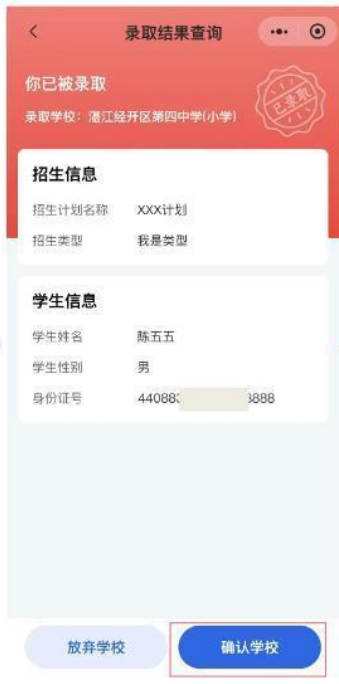 录取结果查询
你已被录取
录取学校：湛江经开区第四中学(小学)
已录取
招生信息
招生计划名称 XXX计划
招生类型 我是类型
学生信息
学生姓名 陈五五
学生性别 男
身份证号 44088 8888
放弃学校 确认学校